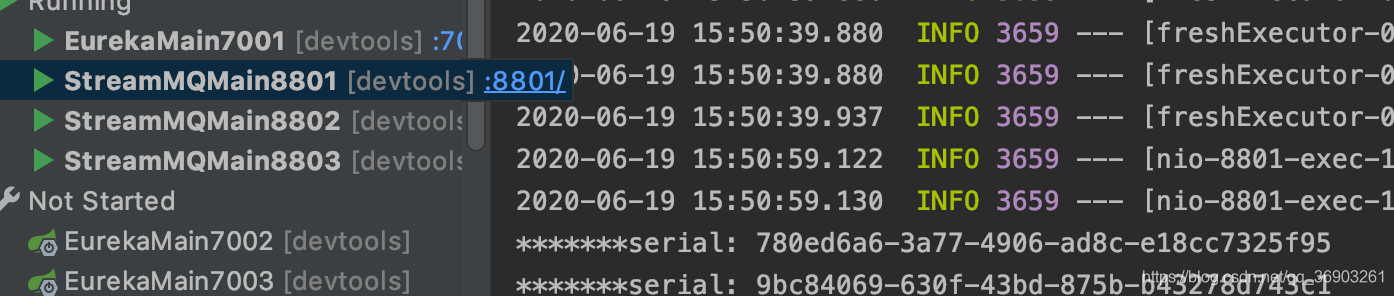 Running
EurekaMain7001 [devtools] :70
StreamMQMain8801 [devtools] :8801/
StreamMQMain8802 [devtools
StreamMQMain8803 [devtools
Not Started
EurekaMain7002 [devtools]
EurekaMain7003 [devtools]
2020-06-19 15:50:39.880 INFO 3659 --- [freshExecutor-0
2020-06-19 15:50:39.880 INFO 3659 --- [freshExecutor-0
2020-06-19 15:50:39.937 INFO 3659 --- [freshExecutor-0
2020-06-19 15:50:59.122 INFO 3659 --- [nio-8801-exec-1
2020-06-19 15:50:59.130 INFO 3659 --- [nio-8801-exec-1
*******serial: 780ed6a6-3a77-4906-ad8c-e18cc7325f95
*******serial: 9bc84069-630f-43bd-875b-b43278d743c1
https://blog.csdn.net/qq_36903261